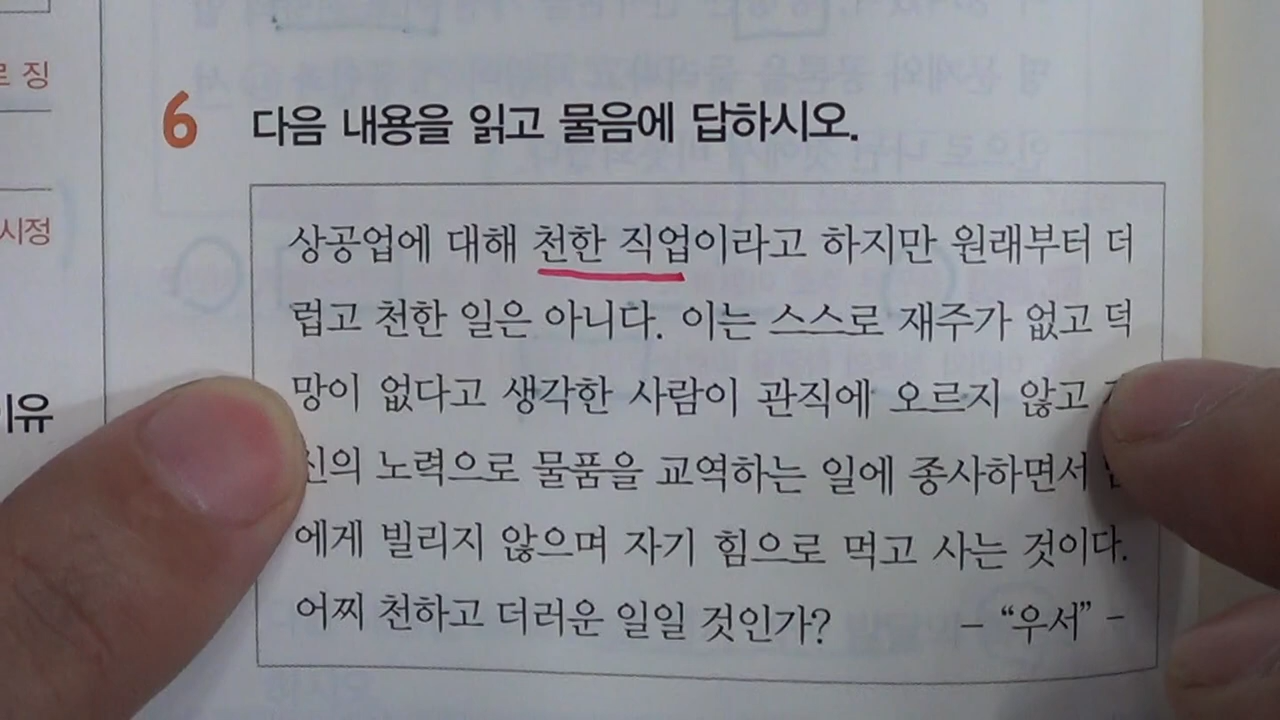 르 징
시정
유이
6 다음 내용을 읽고 물음에 답하시오.
상공업에 대해 천한 직업이라고 하지만 원래부터 더
럽고 천한 일은 아니다. 이는 스스로 재주가 없고 덕
망이 없다고 생각한 사람이 관직에 오르지 않고
신의 노력으로 물품을 교역하는 일에 종사하면서
에게 빌리지 않으며 자기 힘으로 먹고 사는 것이다.
어찌 천하고 더러운 일일 것인가? – “우서” –